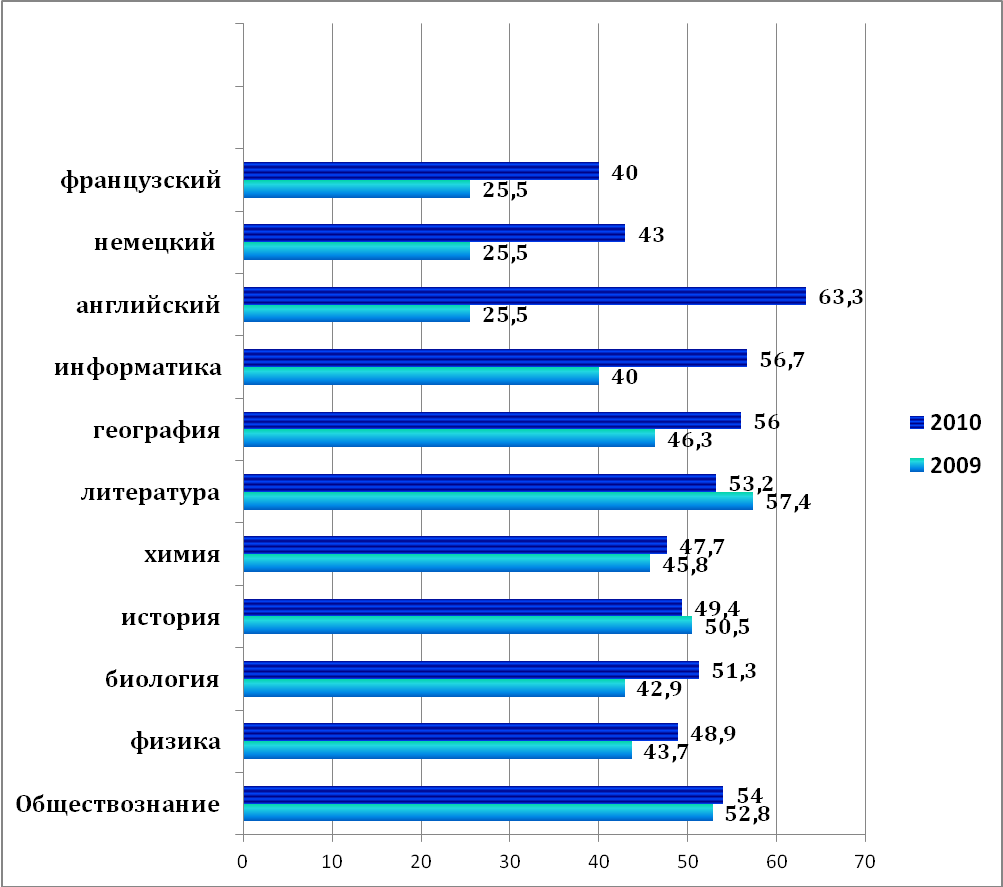 французский
40
25,5
немецкий
43
25,5
английский
63,3
25,5
информатика
56,7
40
география
56
46,3
2010
литература
53,2
57,4
2009
химия
47,7
45,8
история
49,4
50,5
биология
51,3
42,9
физика
48,9
43,7
Обществознание
54
52,8
0 10 20 30 40 50 60 70